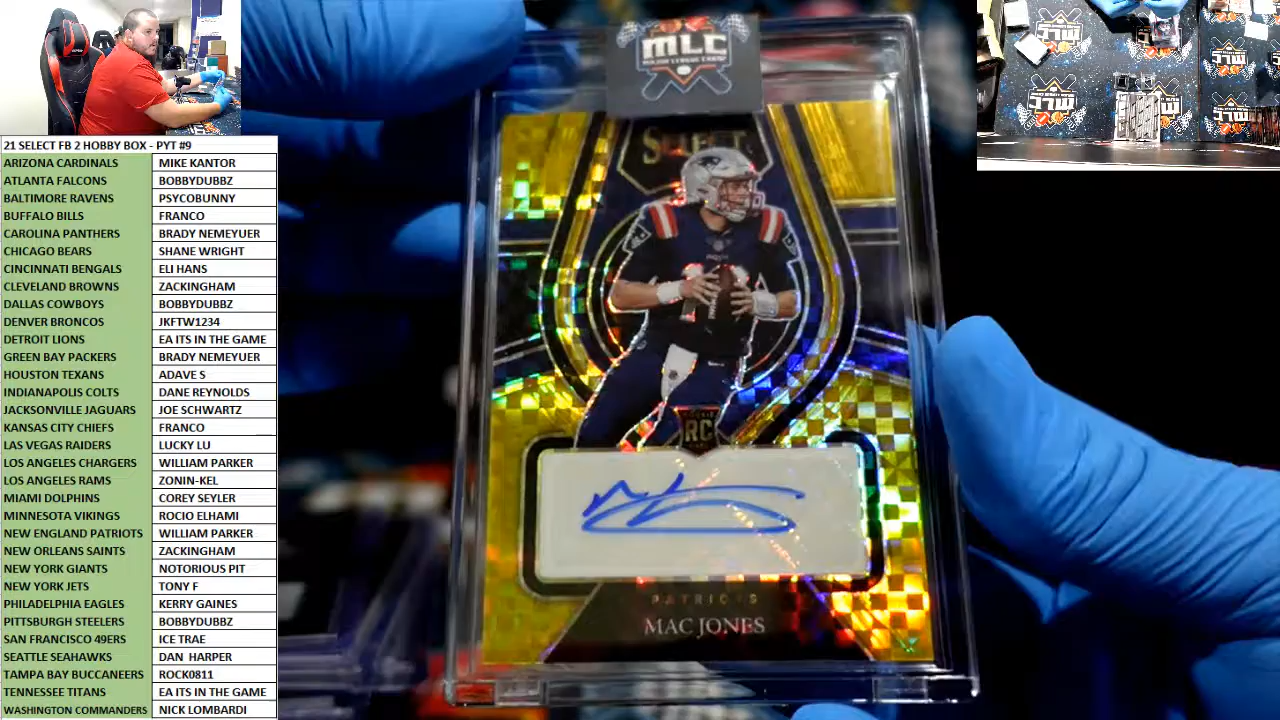 21 SELECT FB 2 HOBBY BOX - PYT #9
ARIZONA CARDINALS MIKE KANTOR
ATLANTA FALCONS BOBBYDUBBZ
BALTIMORE RAVENS PSYCOBUNNY
BUFFALO BILLS FRANCO
CAROLINA PANTHERS BRADY NEMEYUER
CHICAGO BEARS SHANE WRIGHT
CINCINNATI BENGALS ELI HANS
CLEVELAND BROWNS ZACKINGHAM
DALLAS COWBOYS BOBBYDUBBZ
DENVER BRONCOS JKFTW1234
DETROIT LIONS EA ITS IN THE GAME
GREEN BAY PACKERS BRADY NEMEYUER
HOUSTON TEXANS ADAVE S
INDIANAPOLIS COLTS DANE REYNOLDS
JACKSONVILLE JAGUARS JOE SCHWARTZ
KANSAS CITY CHIEFS FRANCO
LAS VEGAS RAIDERS LUCKY LU
LOS ANGELES CHARGERS WILLIAM PARKER
LOS ANGELES RAMS ZONIN-KEL
MIAMI DOLPHINS COREY SEYLER
MINNESOTA VIKINGS ROCIO ELHAMI
NEW ENGLAND PATRIOTS WILLIAM PARKER
NEW ORLEANS SAINTS ZACKINGHAM
NEW YORK GIANTS NOTORIOUS PIT
NEW YORK JETS TONY F
PHILADELPHIA EAGLES KERRY GAINES
PITTSBURGH STEELERS BOBBYDUBBZ
SAN FRANCISCO 49ERS ICE TRAE
SEATTLE SEAHAWKS DAN HARPER
TAMPA BAY BUCCANEERS ROCK0811
TENNESSEE TITANS EA ITS IN THE GAME
WASHINGTON COMMANDERS NICK LOMBARDI
MLC
MAJOR LEAGUE CHAMP
SELECT
RC
PATRIOTS
MAC JONES